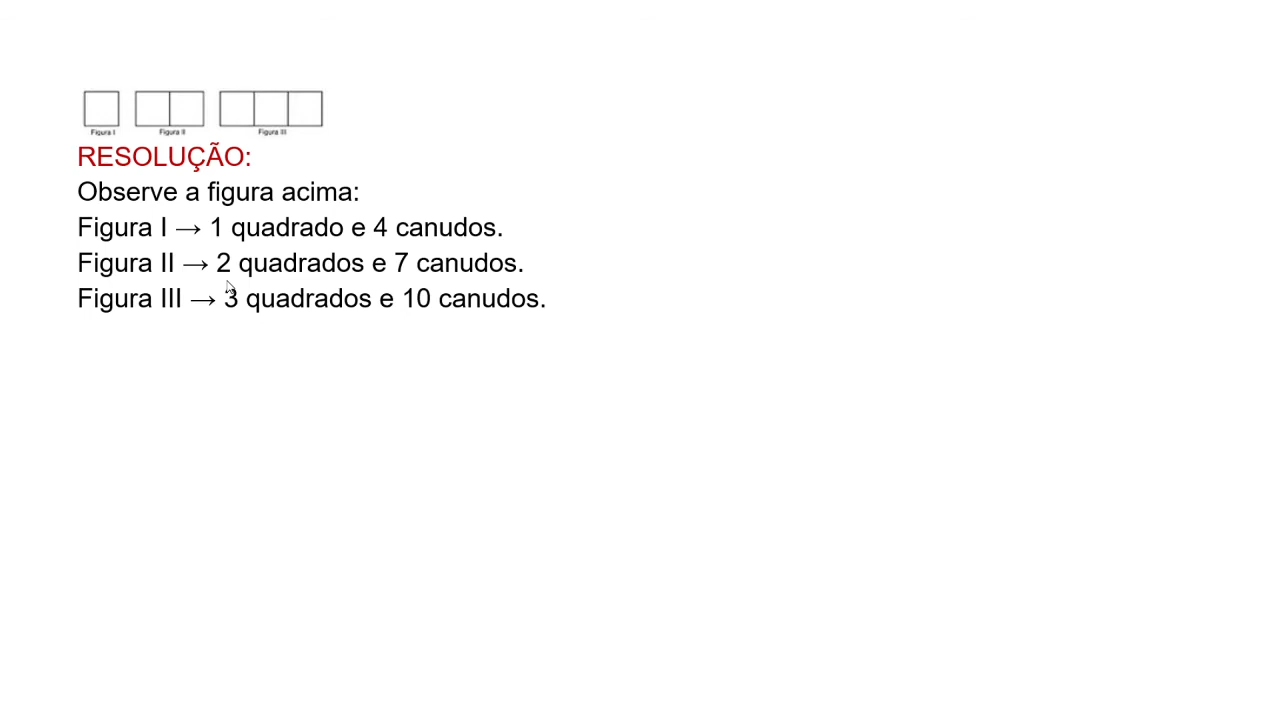 Figura I Figura II Figura III
RESOLUÇÃO:
Observe a figura acima:
Figura I → 1 quadrado e 4 canudos.
Figura II → 2 quadrados e 7 canudos.
Figura III → 3 quadrados e 10 canudos.